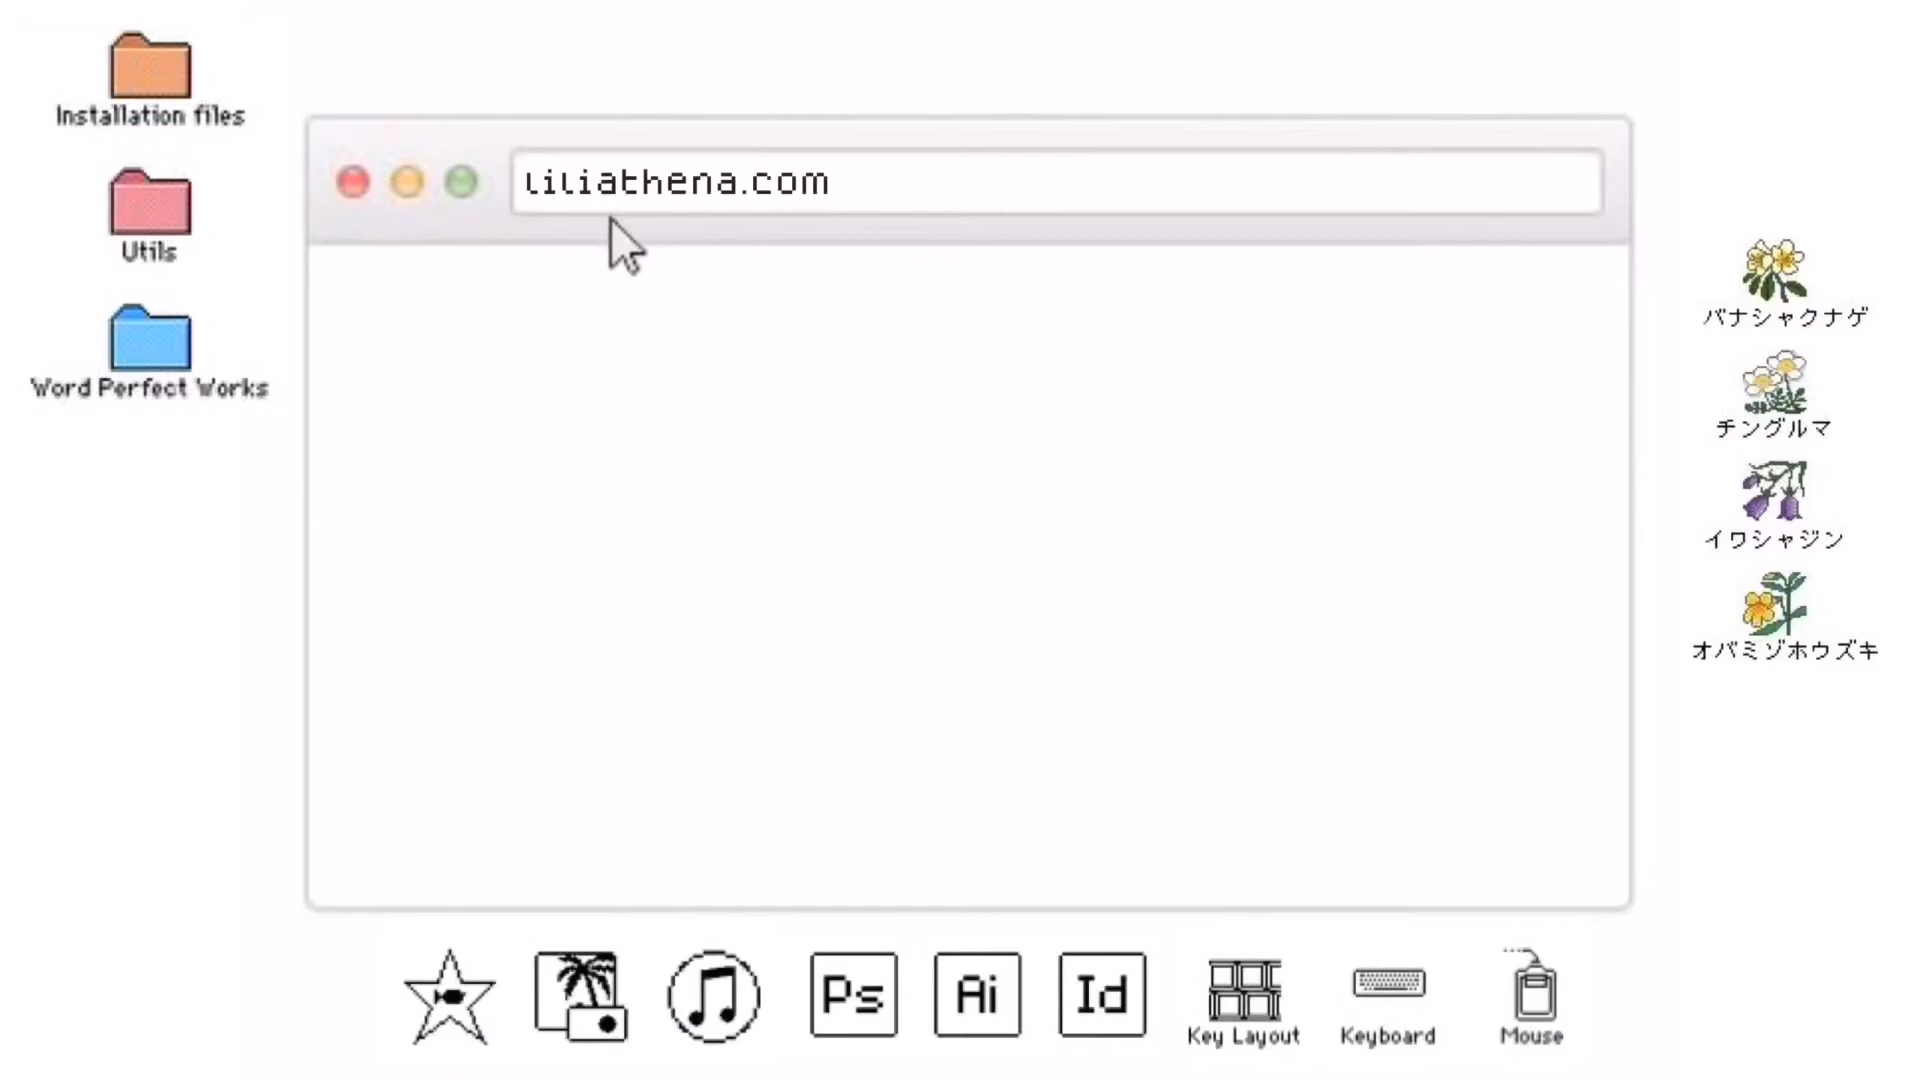 Installation files
Utils
Word Perfect Works
liliathena.com
バナシャクナゲ
チングルマ
イワシャジン
オバミゾホウズキ
Ps
Ai
Id
Key Layout
Keyboard
Mouse